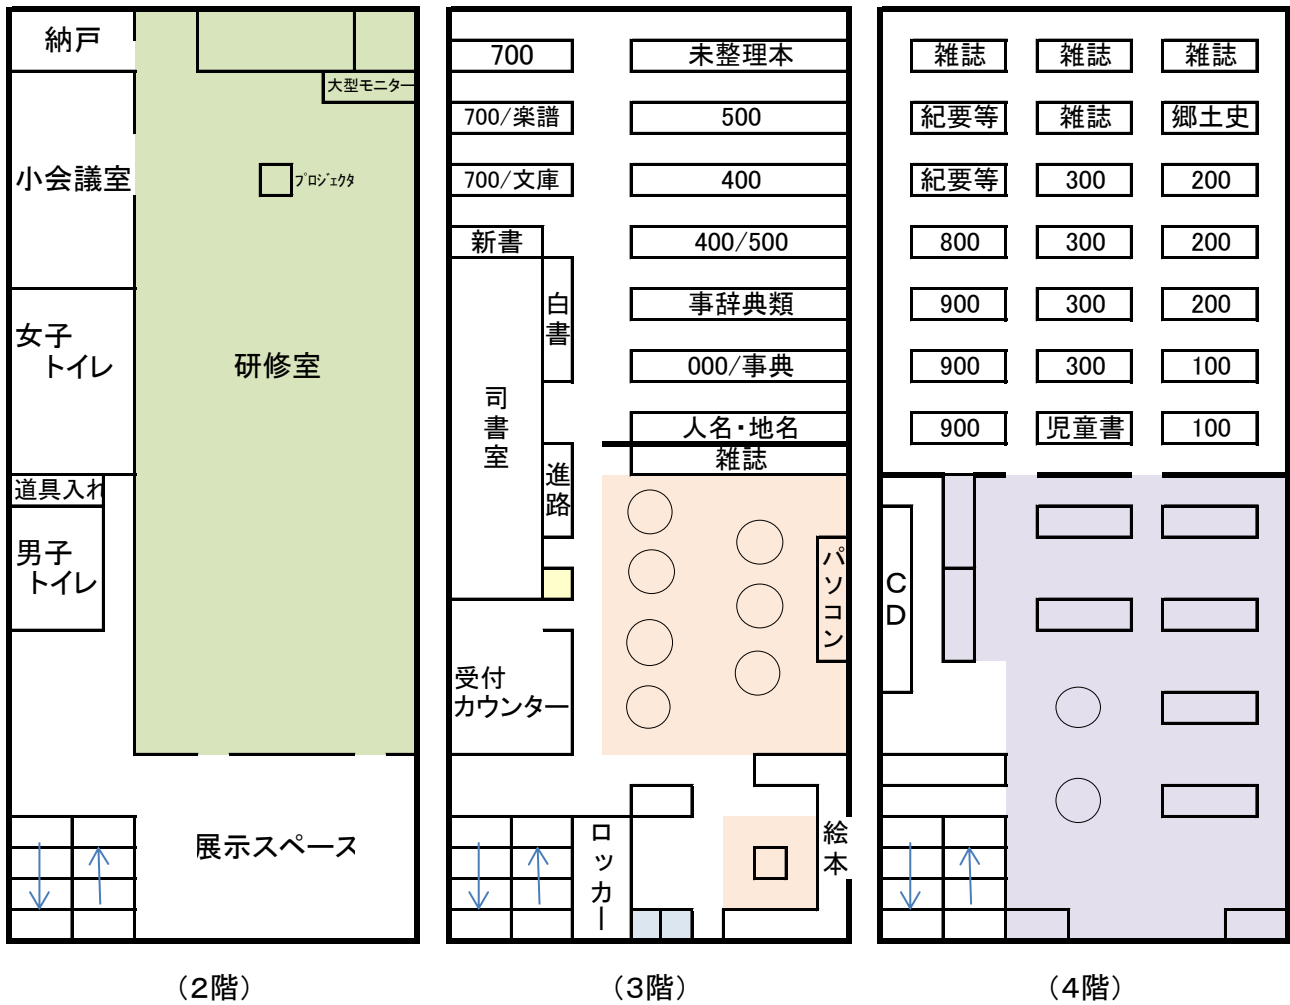 納戸
大型モニター
小会議室
プロジェクタ
女子
トイレ
研修室
道具入れ
男子
トイレ
展示スペース
(2階)
700
未整理本
700/楽譜
500
700/文庫
400
新書
400/500
白書
事辞典類
000/事典
司書室
人名・地名
雑誌
進路
パソコン
受付
カウンター
ロッカー
絵本
(3階)
雑誌
雑誌
雑誌
紀要等
雑誌
郷土史
紀要等
300
200
800
300
200
900
300
200
900
300
100
900
児童書
100
CD
(4階)